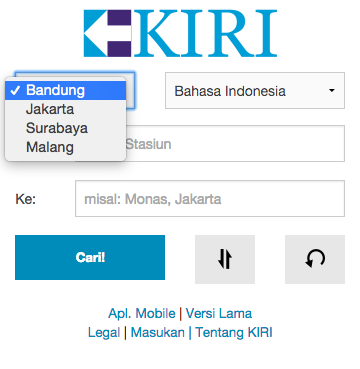 KIRI
Bandung
Jakarta
Surabaya
Malang
Bahasa Indonesia
Stasiun
Ke:
misal: Monas, Jakarta
Cari!
Apl. Mobile | Versi Lama
Legal | Masukan | Tentang KIRI